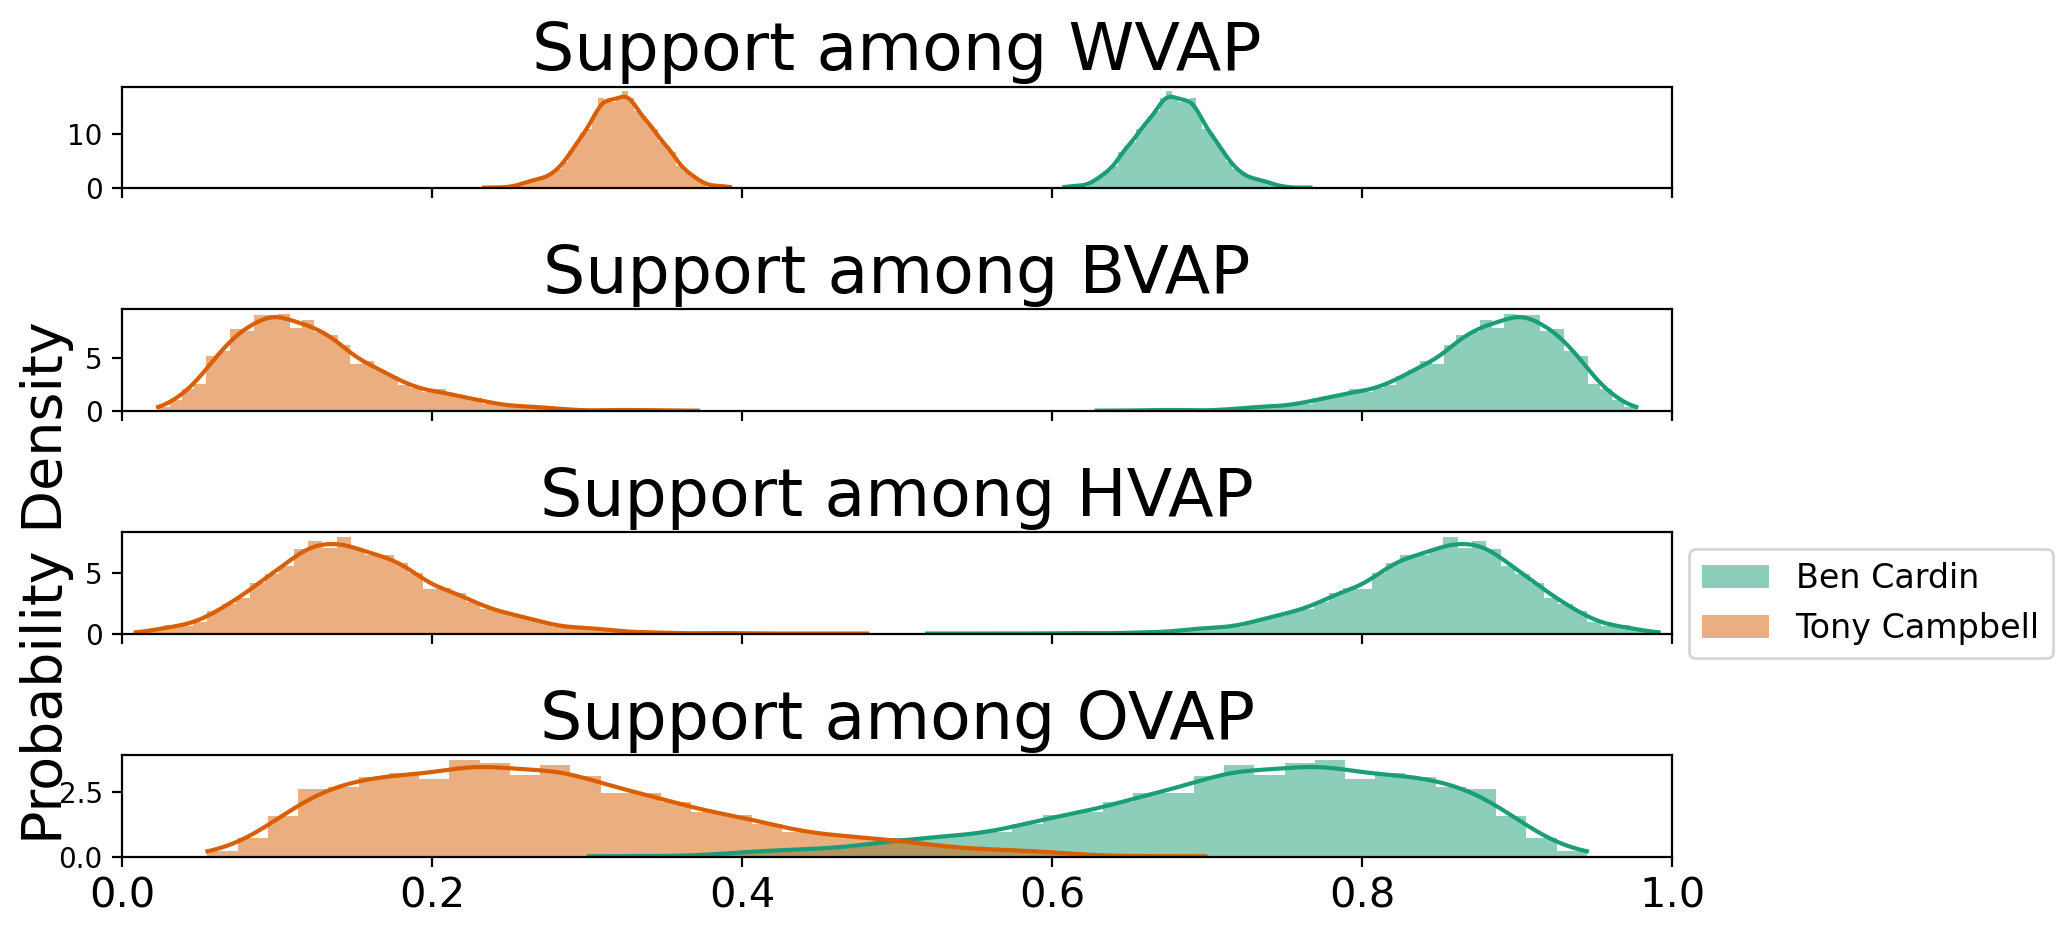 Support among WVAP
10
0
Support among BVAP
5
0
Support among HVAP
5
0
Support among OVAP
2.5
0.0
0.0 0.2 0.4 0.6 0.8 1.0
Probability Density
Ben Cardin
Tony Campbell